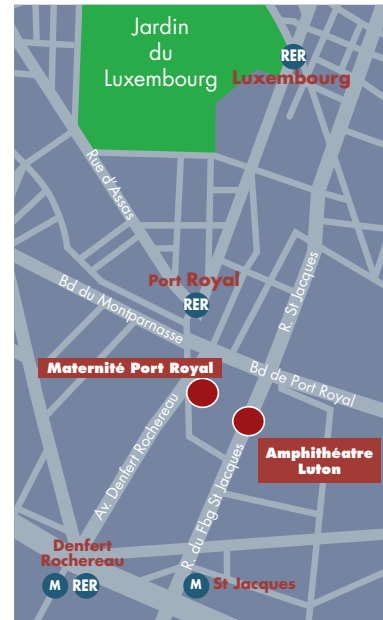 Jardin
du
Luxembourg
RER
Luxembourg
Rue d'Assas
R. St Jacques
Port Royal
RER
Bd du Montparnasse
Bd de Port Royal
Maternité Port Royal
Av. Denfert Rochereau
Amphithéatre
Luton
R. du Fbg St Jacques
Denfert
Rochereau
M RER
M St Jacques